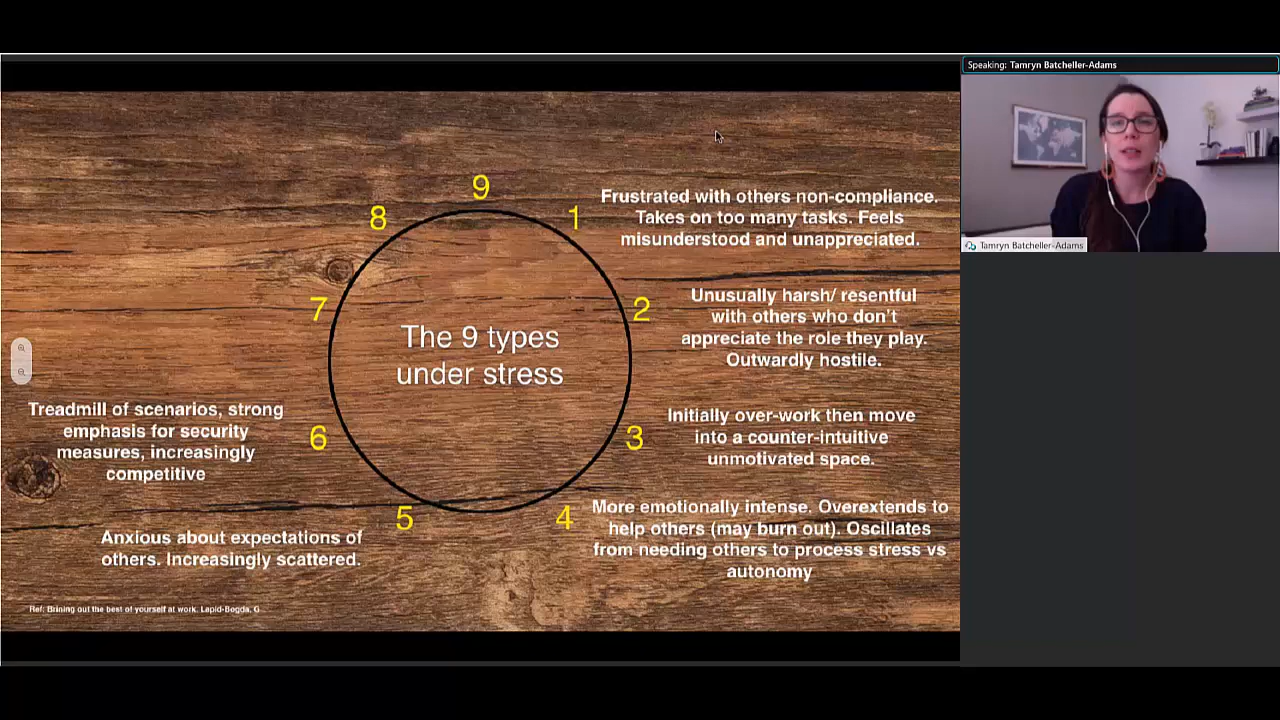 Speaking: Tamryn Batcheller-Adams
Tamryn Batcheller-Adams
9
8
1
Frustrated with others non-compliance.
Takes on too many tasks. Feels
misunderstood and unappreciated.
7
2
Unusually harsh/ resentful
with others who don't
appreciate the role they play.
Outwardly hostile.
The 9 types
under stress
Treadmill of scenarios, strong
emphasis for security
measures, increasingly
competitive
6
3
Initially over-work then move
into a counter-intuitive
unmotivated space.
5
4
More emotionally intense. Overextends to
help others (may burn out). Oscillates
from needing others to process stress vs
autonomy
Anxious about expectations of
others. Increasingly scattered.
Ref: Brining out the best of yourself at work. Lapid-Bogda, G